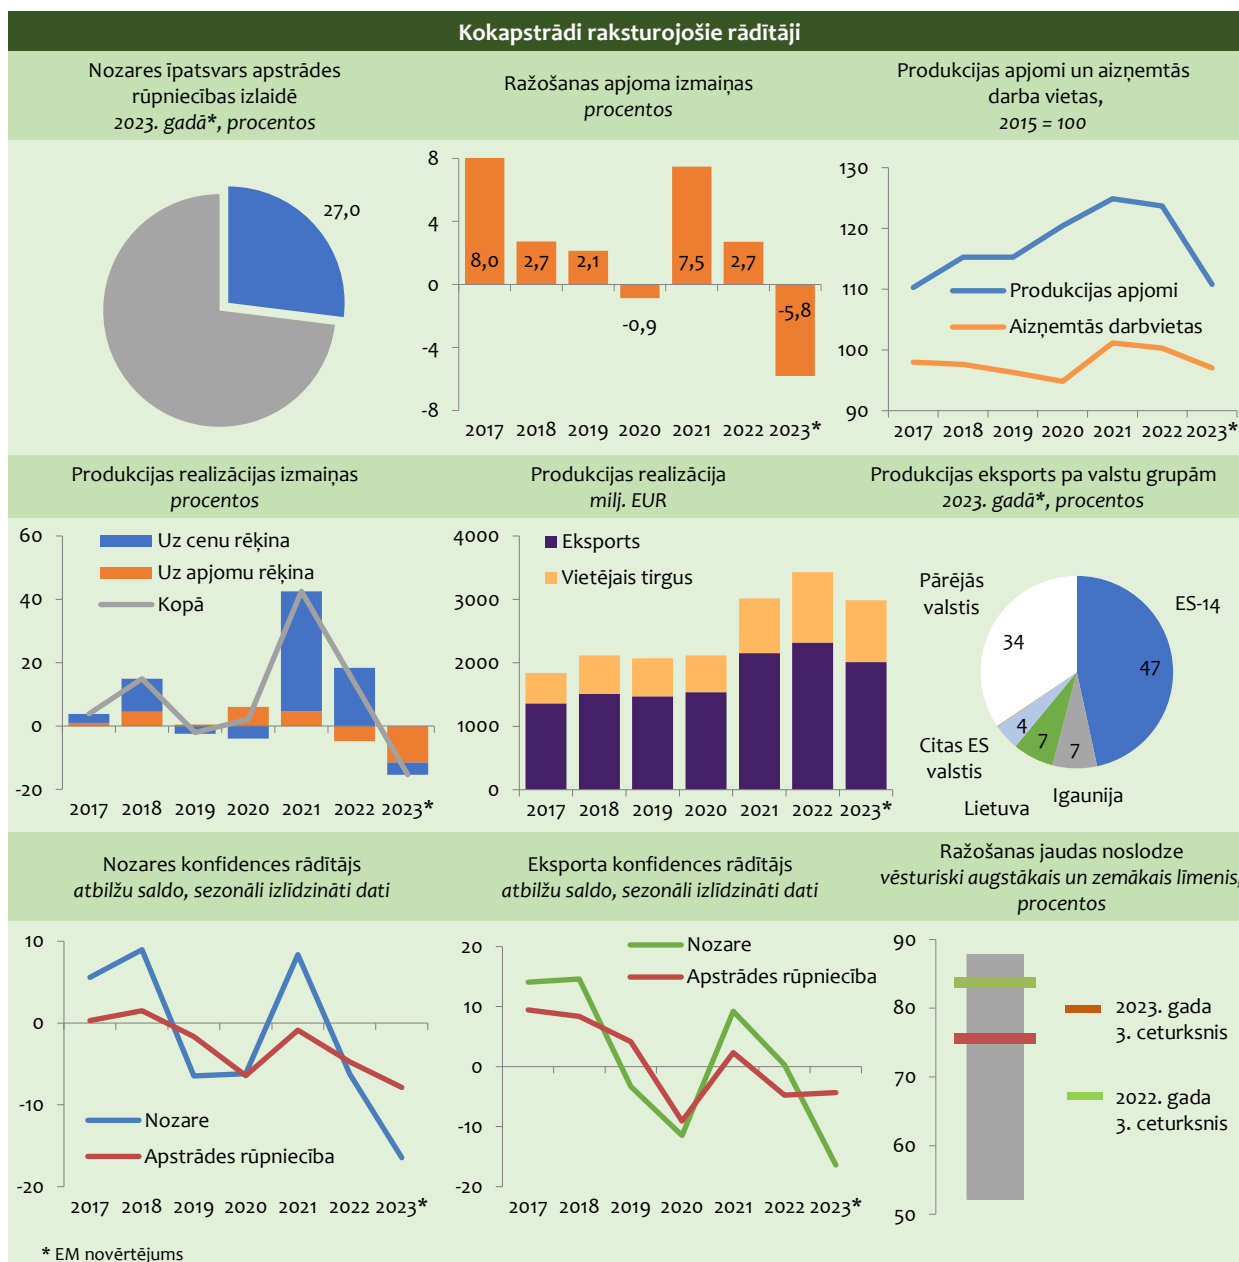 Kokapstrādi raksturojošie rādītāji
Nozares īpatsvars apstrādes
rūpniecības izlaidē
2023. gadā*, procentos
27,0
Ražošanas apjoma izmaiņas
procentos
8
4
0
-4
-8
8,0
2,7
2,1
-0,9
7,5
2,7
-5,8
2017 2018 2019 2020 2021 2022 2023*
Produkcijas apjomi un aizņemtās
darba vietas,
2015 = 100
130
120
110
100
90
Produkcijas apjomi
Aizņemtās darbvietas
2017 2018 2019 2020 2021 2022 2023*
Produkcijas realizācijas izmaiņas
procentos
60
40
20
0
-20
Uz cenu rēķina
Uz apjomu rēķina
Kopā
2017 2018 2019 2020 2021 2022 2023*
Produkcijas realizācija
milj. EUR
4000
3000
2000
1000
0
Eksports
Vietējais tirgus
2017 2018 2019 2020 2021 2022 2023*
Produkcijas eksports pa valstu grupām
2023. gadā*, procentos
Pārējās
valstis
34
ES-14
47
Citas ES
valstis
4
7
7
Lietuva
Igaunija
Nozares konfidences rādītājs
atbilžu saldo, sezonāli izlīdzināti dati
10
0
-10
-20
Nozare
Apstrādes rūpniecība
2017 2018 2019 2020 2021 2022 2023*
Eksporta konfidences rādītājs
atbilžu saldo, sezonāli izlīdzināti dati
20
10
0
-10
-20
Nozare
Apstrādes rūpniecība
2017 2018 2019 2020 2021 2022 2023*
Ražošanas jaudas noslodze
vēsturiski augstākais un zemākais līmenis,
procentos
90
80
70
60
50
2023. gada
3. ceturksnis
2022. gada
3. ceturksnis
* EM novērtējums